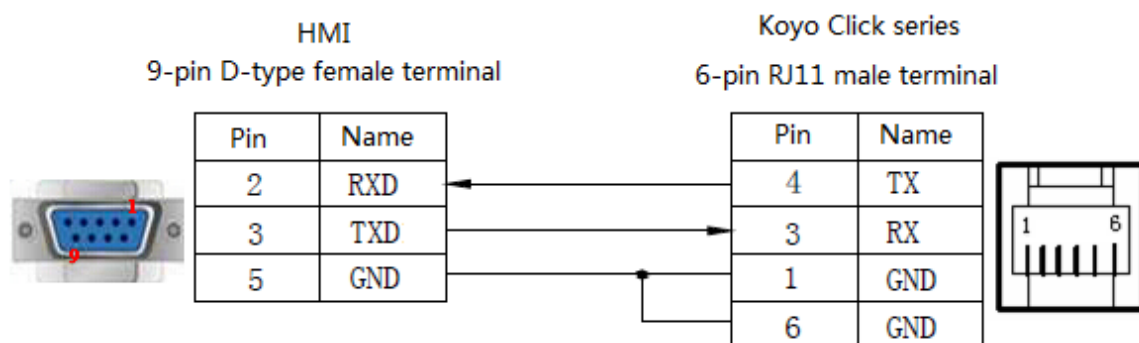 HMI
9-pin D-type female terminal
Koyo Click series
6-pin RJ11 male terminal
Pin Name
2 RXD
3 TXD
5 GND
Pin Name
4 TX
3 RX
1 GND
6 GND
1
9
1 6